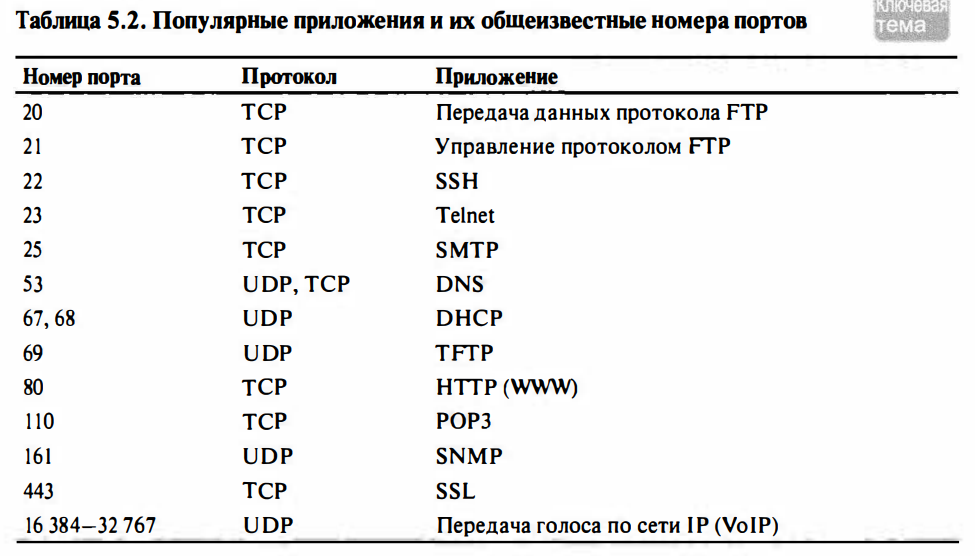 Таблица 5.2. Популярные приложения и их общеизвестные номера портов
Ключевая
тема
Номер порта Протокол Приложение
20 TCP Передача данных протокола FTP
21 TCP Управление протоколом FTP
22 TCP SSH
23 TCP Telnet
25 TCP SMTP
53 UDP, TCP DNS
67, 68 UDP DHCP
69 UDP TFTP
80 TCP HTTP (WWW)
110 TCP POP3
161 UDP SNMP
443 TCP SSL
16 384–32 767 UDP Передача голоса по сети IP (VoIP)